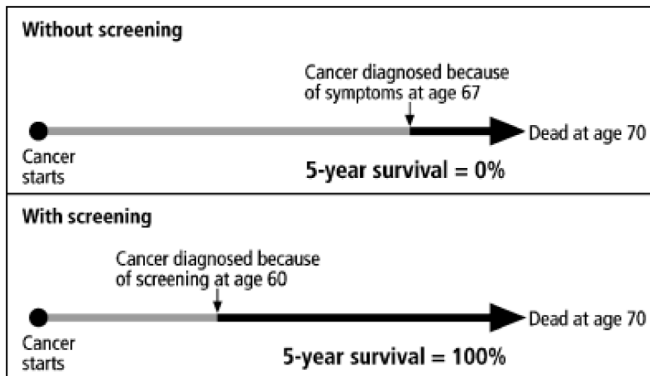 Without screening
Cancer diagnosed because
of symptoms at age 67
Dead at age 70
Cancer
starts
5-year survival = 0%
With screening
Cancer diagnosed because
of screening at age 60
Dead at age 70
Cancer
starts
5-year survival = 100%